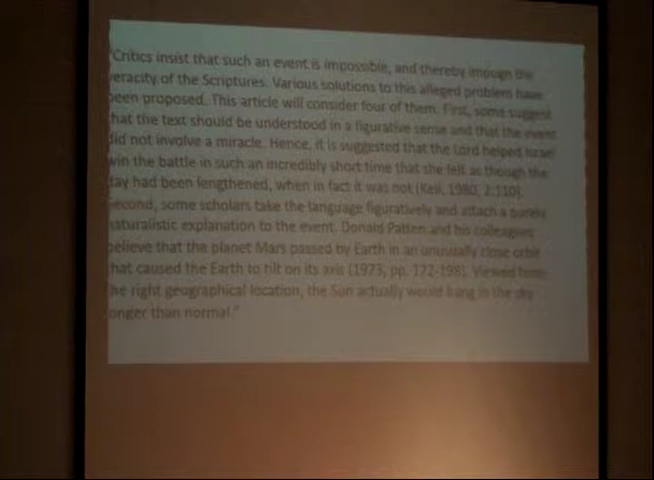 "Critics insist that such an event is impossible, and thereby impugn the
veracity of the Scriptures. Various solutions to this alleged problem have
been proposed. This article will consider four of them. First, some suggest
that the text should be understood in a figurative sense and that the event
did not involve a miracle. Hence, it is suggested that the Lord helped Israel
win the battle in such an incredibly short time that she felt as though the
day had been lengthened, when in fact it was not (Keil, 1980, 2:110).
Second, some scholars take the language figuratively and attach a purely
naturalistic explanation to the event. Donald Patten and his colleagues
believe that the planet Mars passed by Earth in an unusually close orbit
that caused the Earth to tilt on its axis (1973, pp. 172-198). Viewed from
the right geographical location, the Sun actually would hang in the sky
longer than normal."